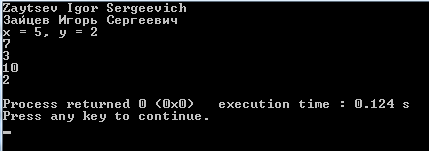 Zaytsev Igor Sergeevich
Зайцев Игорь Сергеевич
x = 5, y = 2
7
3
10
2
Process returned 0 (0x0)   execution time : 0.124 s
Press any key to continue.